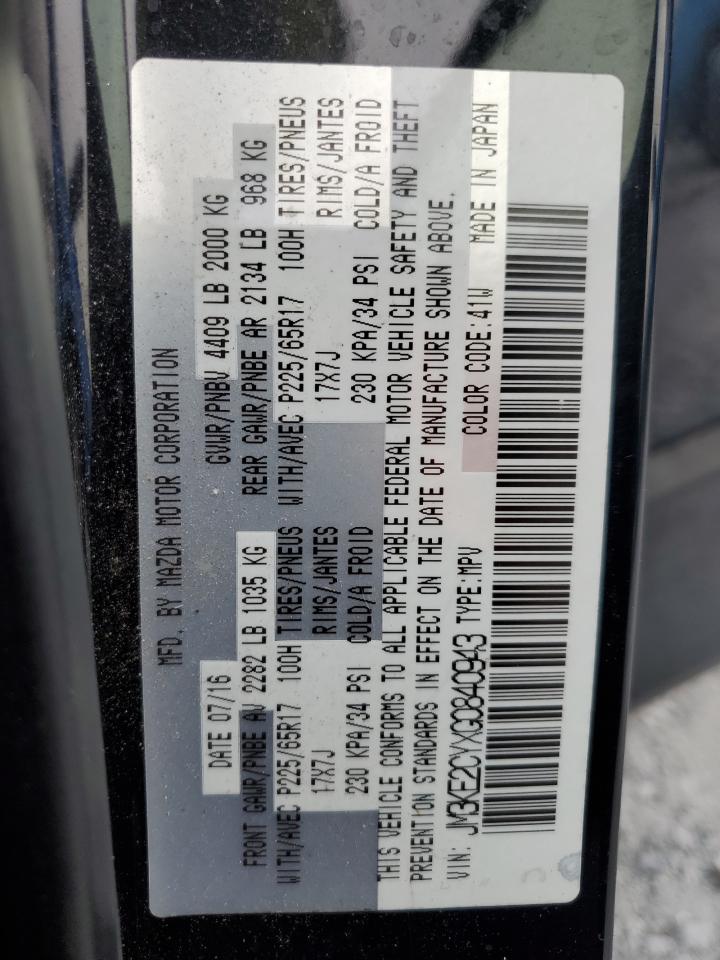 MFD. BY MAZDA MOTOR CORPORATION
DATE 07/16 GVWR/PNBV 4409 LB 2000 KG
FRONT GAWR/PNBE AV 2282 LB 1035 KG REAR GAWR/PNBE AR 2134 LB 968 KG
WITH/AVEC P225/65R17 100H TIRES/PNEUS WITH/AVEC P225/65R17 100H TIRES/PNEUS
17X7J RIMS/JANTES 17X7J RIMS/JANTES
230 KPA/34 PSI COLD/A FROID 230 KPA/34 PSI COLD/A FROID
THIS VEHICLE CONFORMS TO ALL APPLICABLE FEDERAL MOTOR VEHICLE SAFETY AND THEFT
PREVENTION STANDARDS IN EFFECT ON THE DATE OF MANUFACTURE SHOWN ABOVE.
VIN: JM3KE2CYXG0840943 TYPE:MPV COLOR CODE:41W MADE IN JAPAN